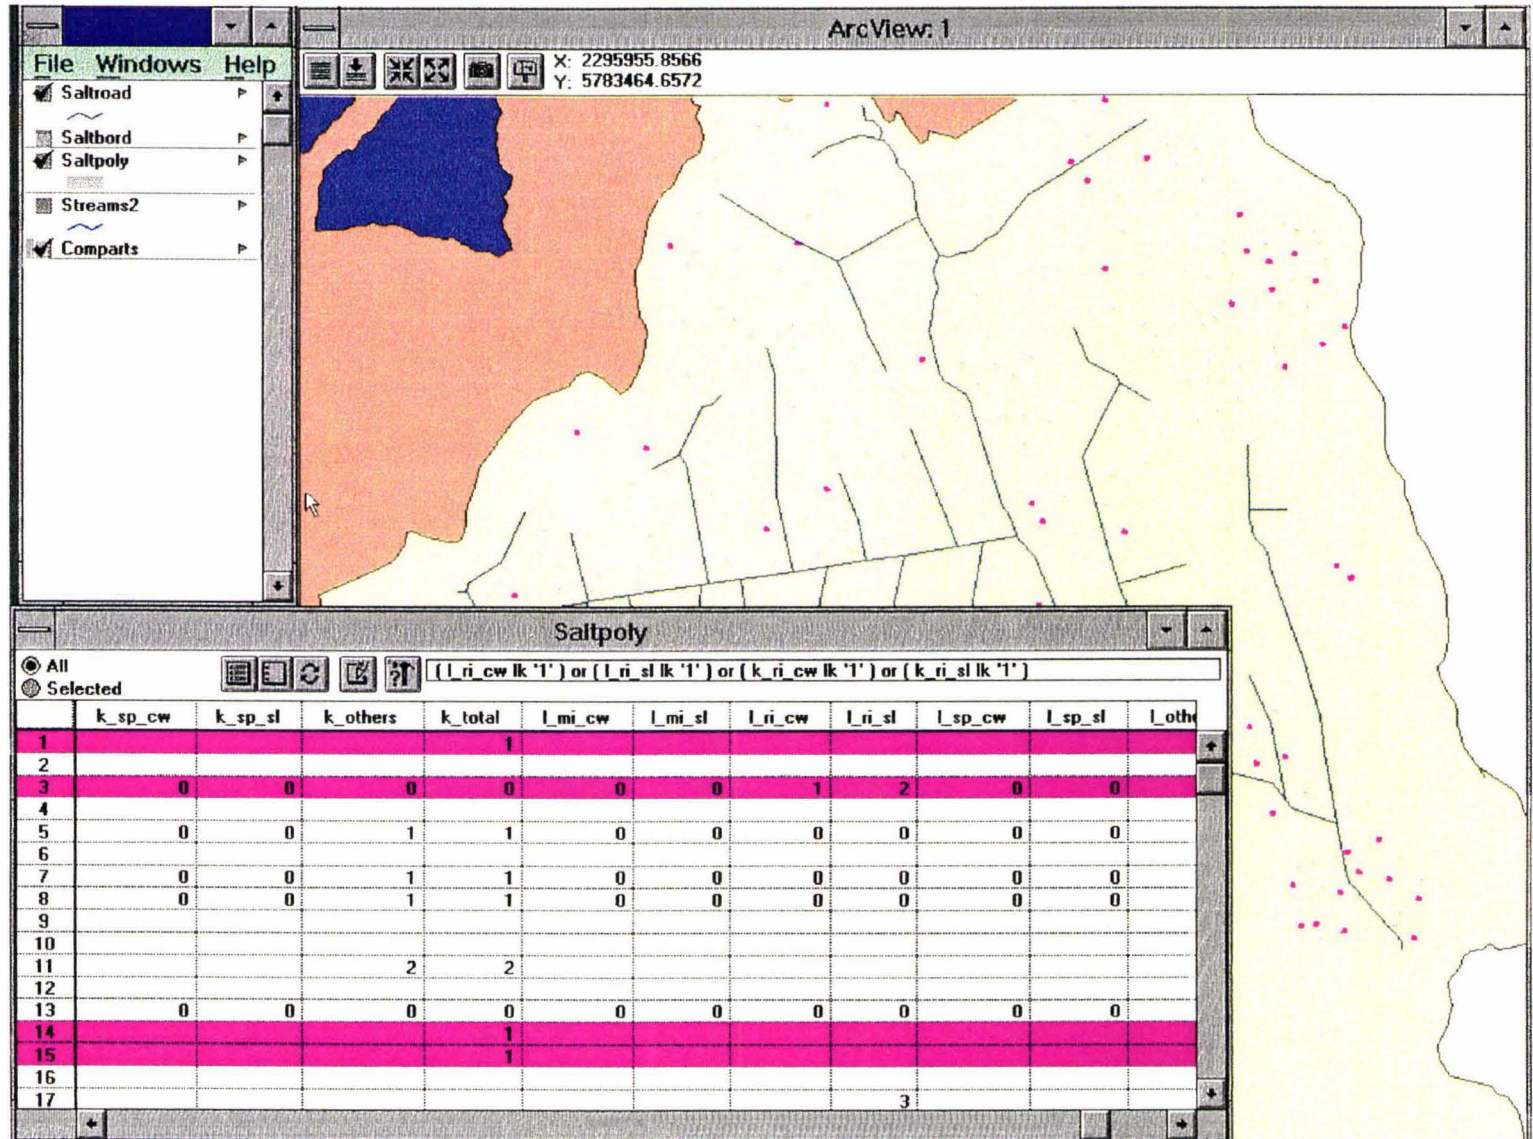 ArcView: 1
File Windows Help
X: 2295955.8566
Y: 5783464.6572
Saltroad
Saltbord
Saltpoly
Streams2
Comparts
Saltpoly
All
Selected
( l_ri_cw lk '1' ) or ( l_ri_sl lk '1' ) or ( k_ri_cw lk '1' ) or ( k_ri_sl lk '1' )
k_sp_cw k_sp_sl k_others k_total l_mi_cw l_mi_sl l_ri_cw l_ri_sl l_sp_cw l_sp_sl l_othe
1 1
2
3 0 0 0 0 0 0 1 2 0 0
4
5 0 0 1 1 0 0 0 0 0 0
6
7 0 0 1 1 0 0 0 0 0 0
8 0 0 1 1 0 0 0 0 0 0
9
10
11 2 2
12
13 0 0 0 0 0 0 0 0 0 0
14 1
15 1
16
17 3